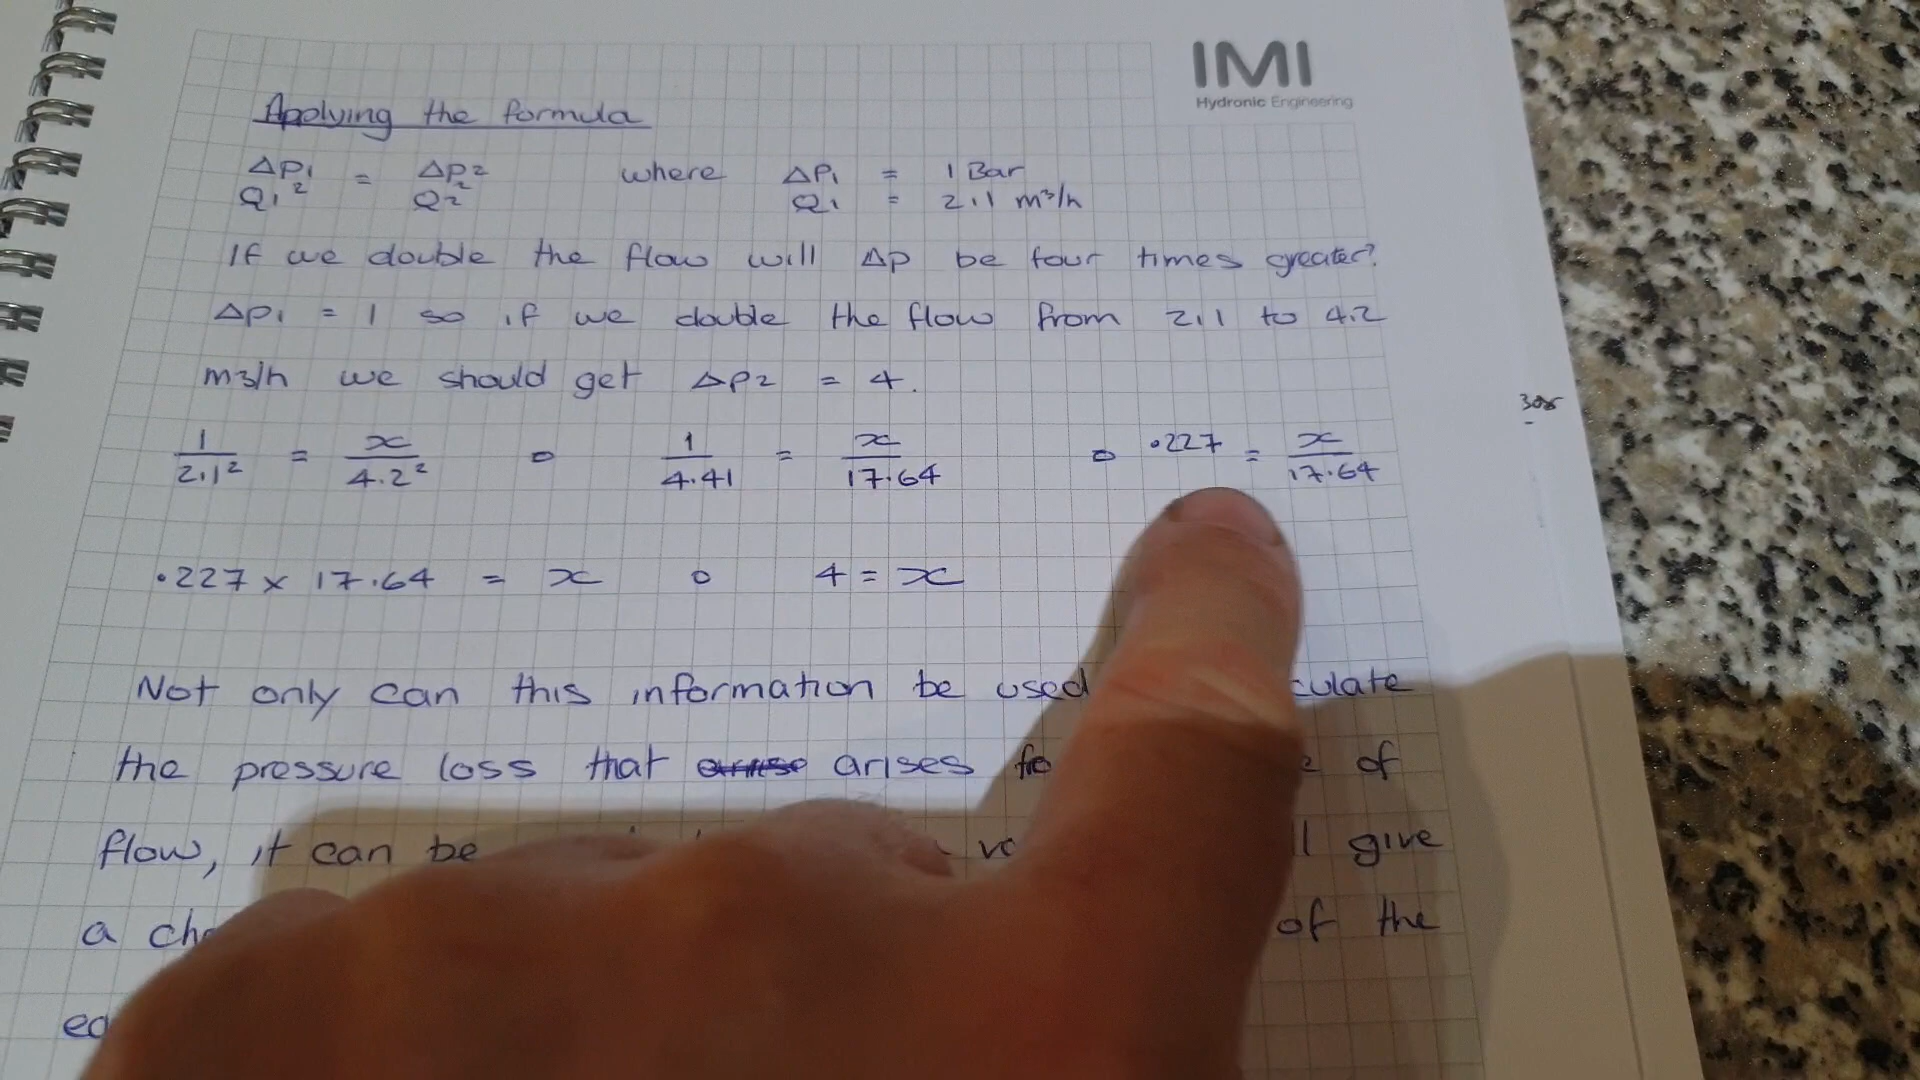 IMI
Hydronic Engineering
Applying the formula
ΔP₁ = ΔP₂ where ΔP₁ = 1 Bar
Q₁² Q₂² Q₁ = 2.1 m³/h
If we double the flow will Δp be four times greater?
ΔP₁ = 1 so if we double the flow from 2.1 to 4.2
m3/h we should get ΔP2 = 4.
1/2.1² = x/4.2² o 1/4.41 = x/17.64 o .227 = x/17.64
.227 x 17.64 = x o 4 = x
Not only can this information be used
the pressure loss that arises of
flow, it can be give
a of the